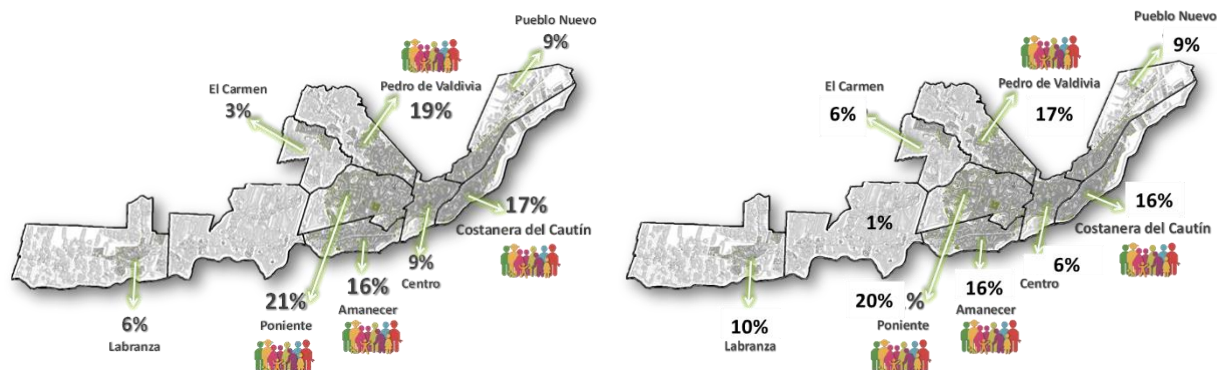 Pueblo Nuevo
9%
Pedro de Valdivia
19%
El Carmen
3%
17%
Costanera del Cautín
9%
Centro
16%
Amanecer
21%
Poniente
6%
Labranza
Pueblo Nuevo
9%
Pedro de Valdivia
17%
El Carmen
6%
1%
16%
Costanera del Cautín
6%
Centro
16%
Amanecer
20% %
Poniente
10%
Labranza